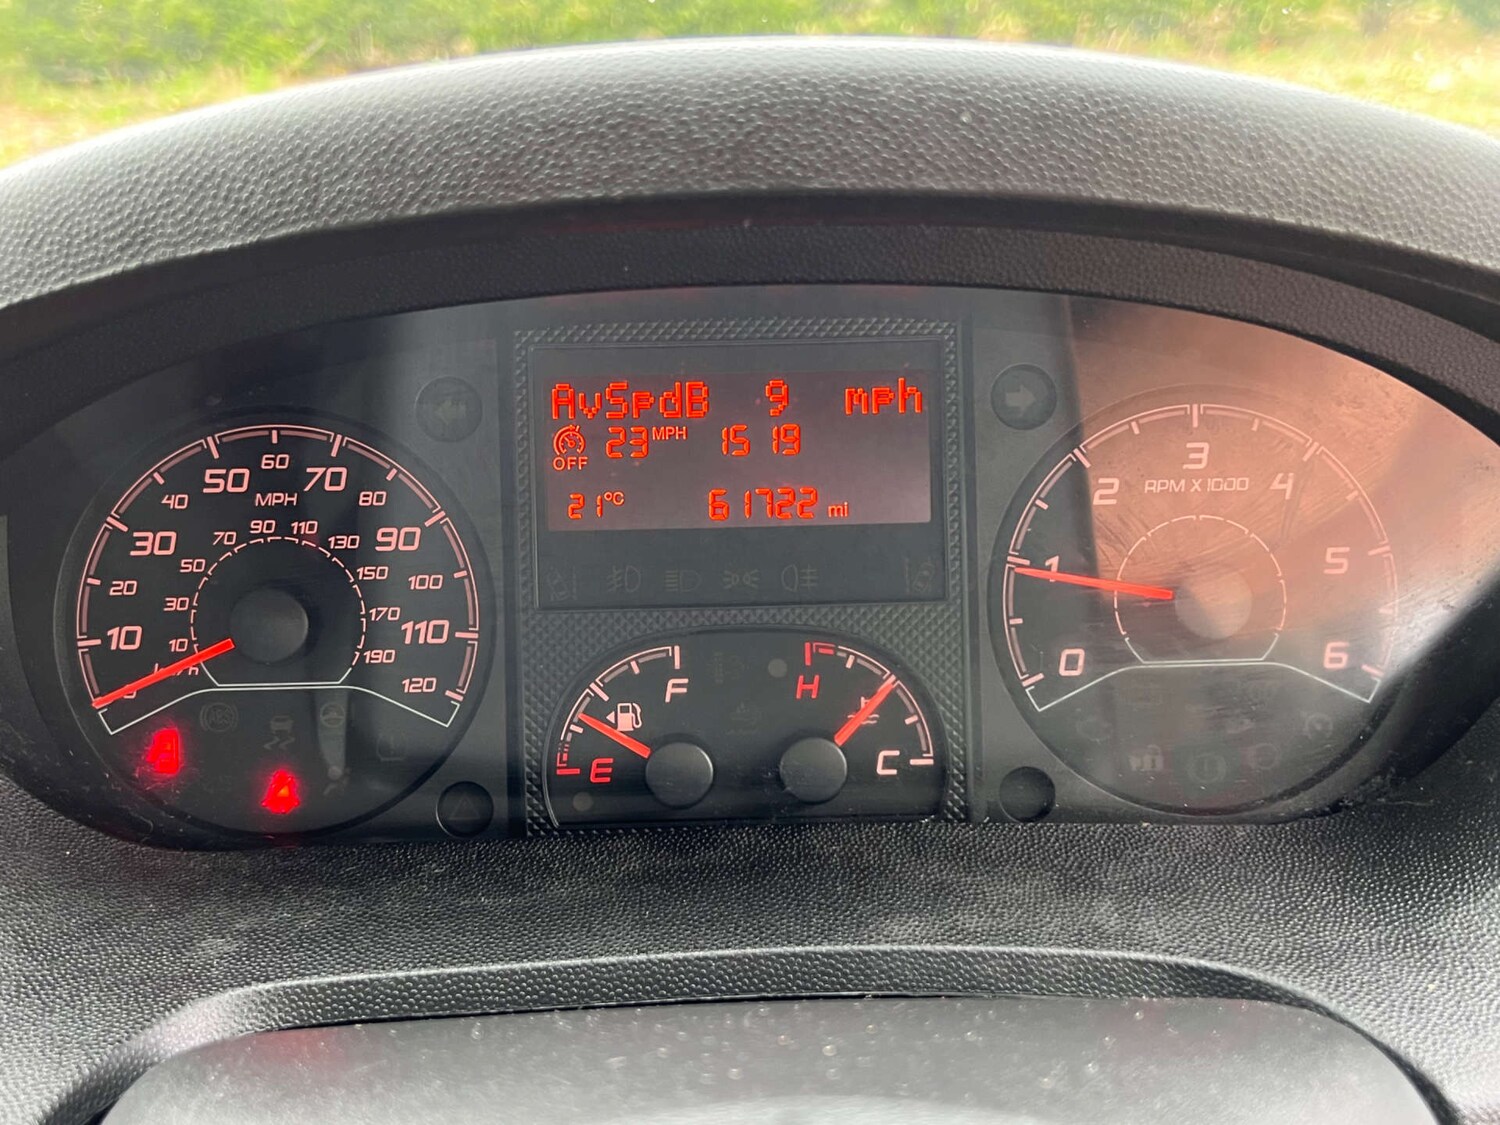 AvSpdB 9 mph
OFF 23 MPH 15 19
21°C 61722 mi
10 20 30 40 50 60 70 80 90 100 110 120
MPH
10 30 50 70 90 110 130 150 170 190
E F
H C
0 1 2 3 4 5 6
RPM X 1000
ABS